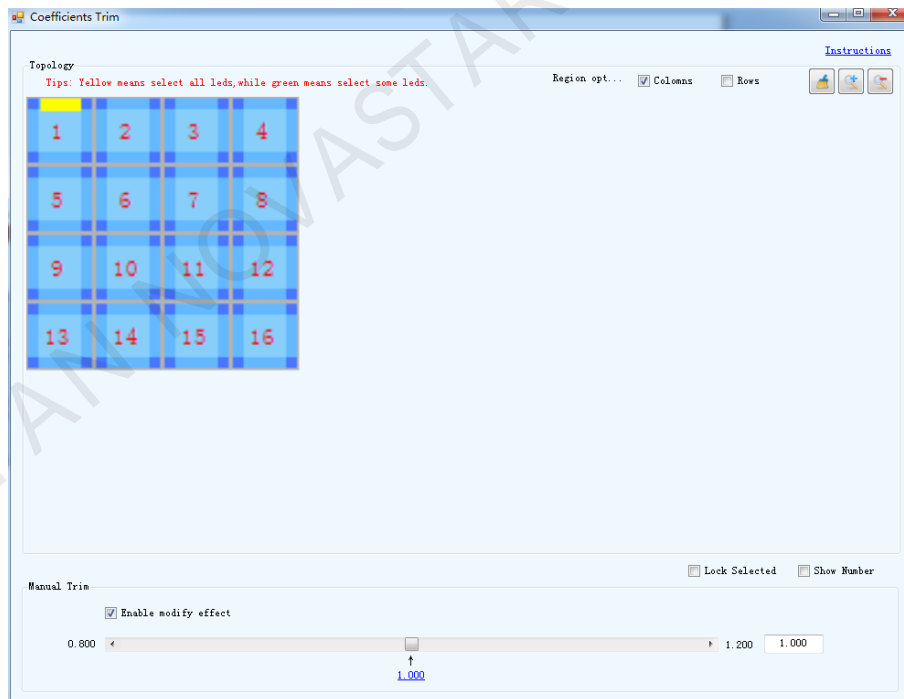 Coefficients Trim
Instructions
Topology
Tips: Yellow means select all leds,while green means select some leds.
Region opt... Colomns Rows
1 2 3 4
5 6 7 8
9 10 11 12
13 14 15 16
Lock Selected Show Number
Manual Trim
Enable modify effect
0.800 1.200 1.000
1.000
AN NOVASTAR